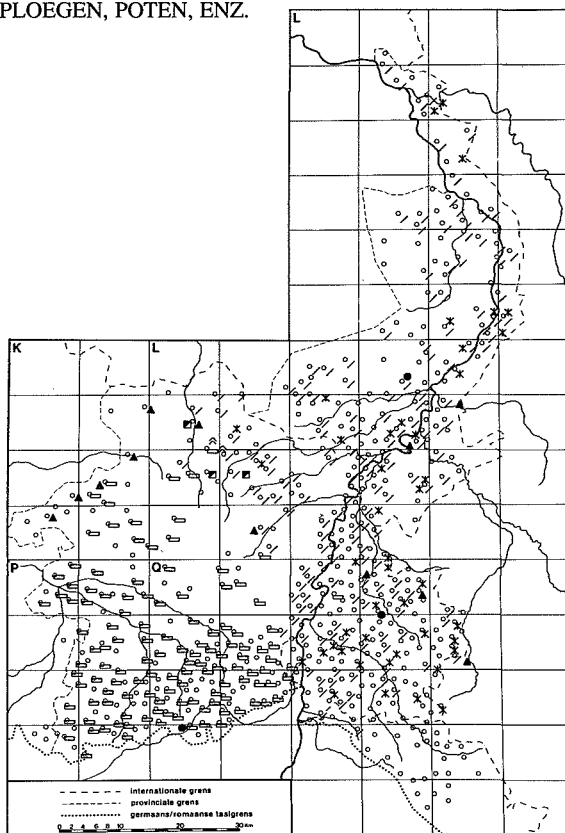 PLOEGEN, POTEN, ENZ.
L
K
L
P
Q
internationale grens
provinciale grens
germaans/romaanse taalgrens
0 2 4 6 8 10 20 30 Km